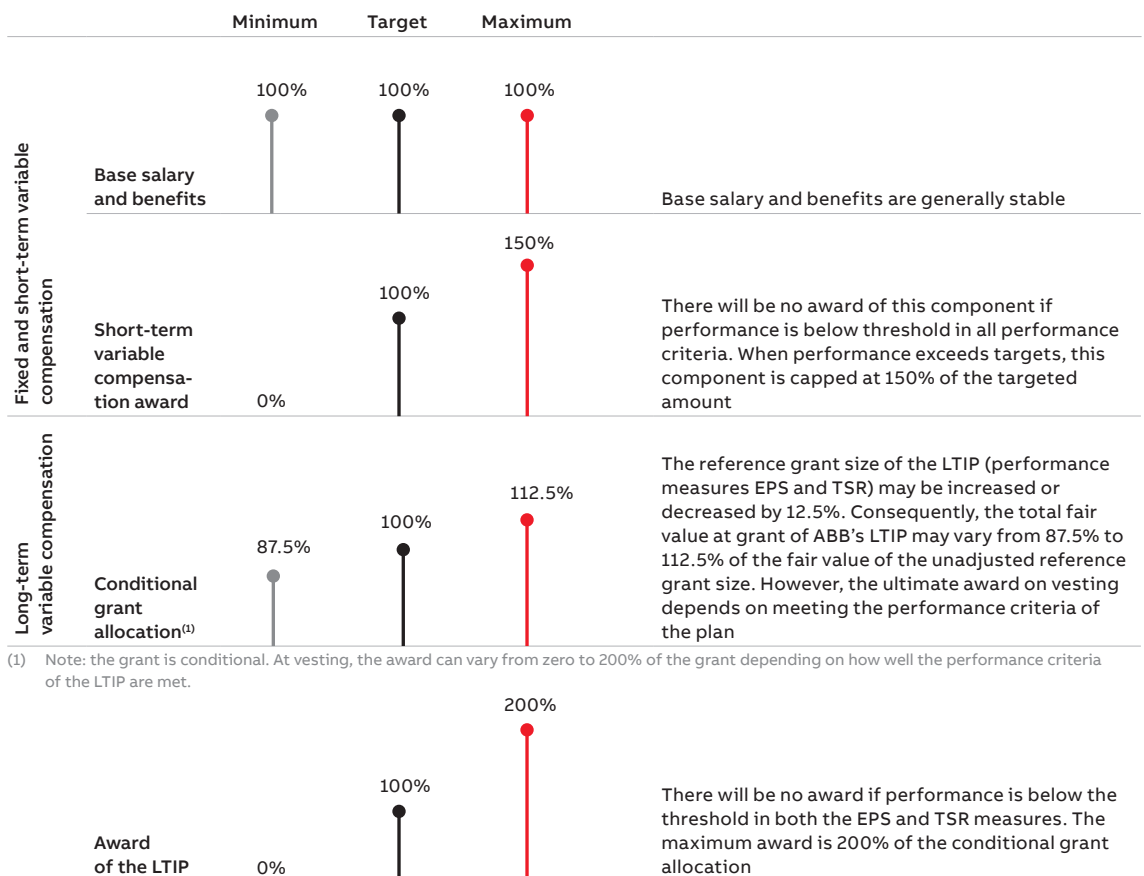 Minimum Target Maximum
Fixed and short-term variable
compensation
100% 100% 100%
Base salary
and benefits
Base salary and benefits are generally stable
150%
100%
0%
Short-term
variable
compensa-
tion award
There will be no award of this component if
performance is below threshold in all performance
criteria. When performance exceeds targets, this
component is capped at 150% of the targeted
amount
Long-term
variable compensation
112.5%
100%
87.5%
Conditional
grant
allocation(1)
The reference grant size of the LTIP (performance
measures EPS and TSR) may be increased or
decreased by 12.5%. Consequently, the total fair
value at grant of ABB’s LTIP may vary from 87.5% to
112.5% of the fair value of the unadjusted reference
grant size. However, the ultimate award on vesting
depends on meeting the performance criteria of
the plan
(1) Note: the grant is conditional. At vesting, the award can vary from zero to 200% of the grant depending on how well the performance criteria
of the LTIP are met.
200%
100%
0%
Award
of the LTIP
There will be no award if performance is below the
threshold in both the EPS and TSR measures. The
maximum award is 200% of the conditional grant
allocation